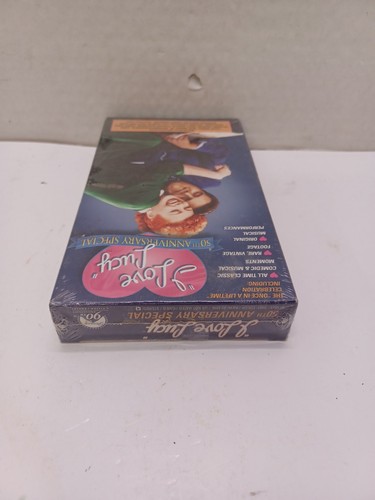 "I Love
Lucy"
50TH ANNIVERSARY SPECIAL
THE "ONCE IN A LIFETIME"
CELEBRATION
INCLUDING
ALL TIME CLASSIC
COMEDIC & MUSICAL
MOMENTS
RARE, VINTAGE
FOOTAGE
ORIGINAL
MUSICAL
PERFORMANCES
"I Love Lucy"
50TH ANNIVERSARY SPECIAL
90